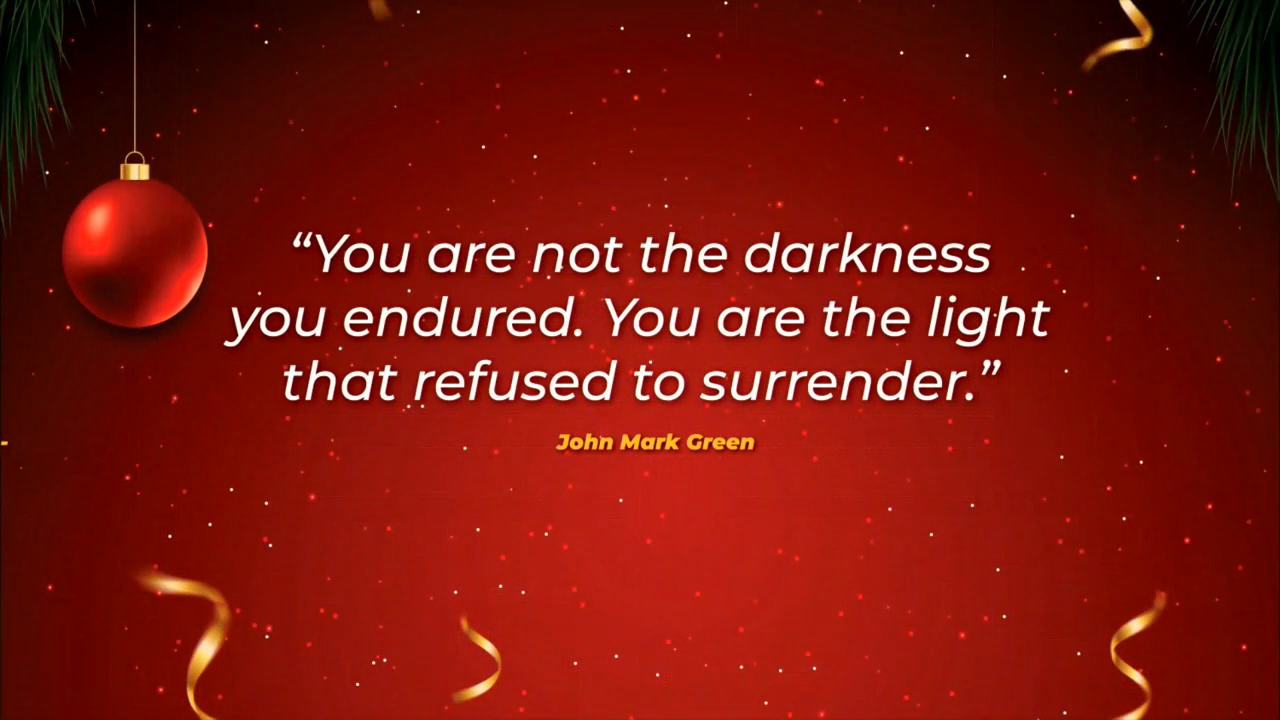 “You are not the darkness
you endured. You are the light
that refused to surrender.”
John Mark Green